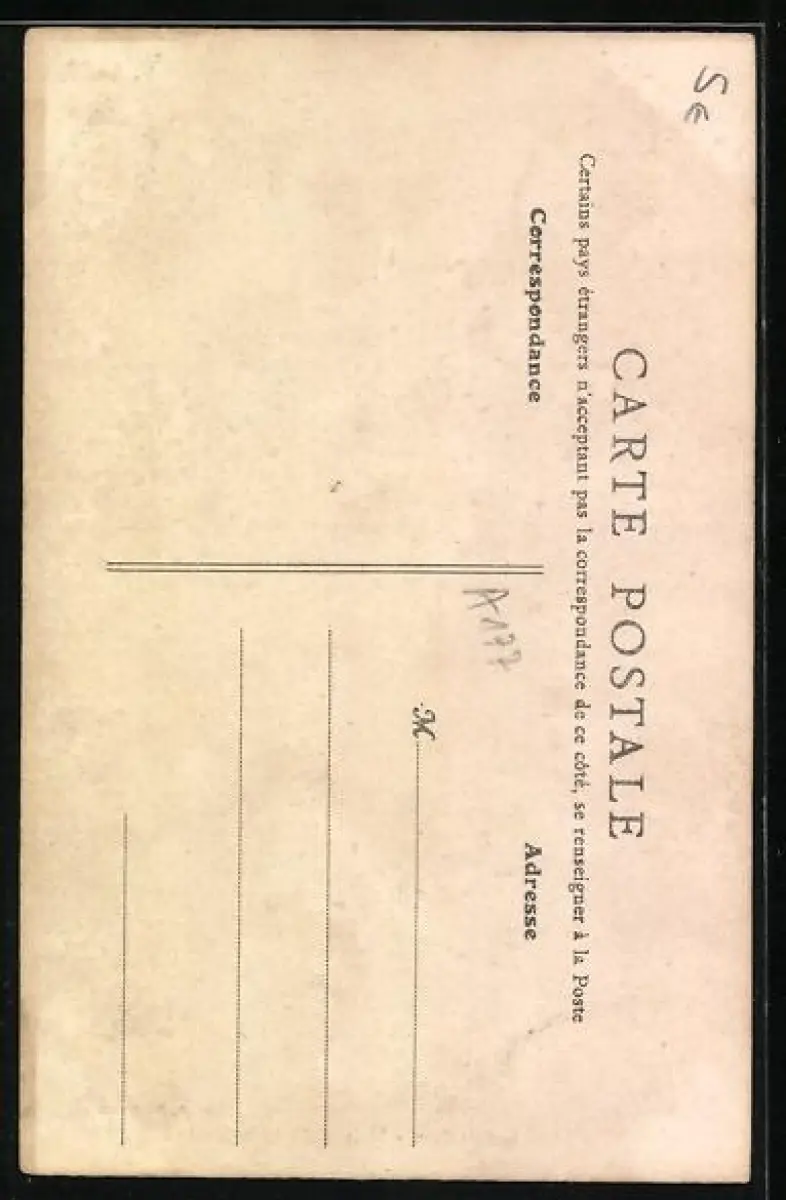 5€
CARTE POSTALE
Certains pays étrangers n'acceptant pas la correspondance de ce côté, se renseigner à la Poste
Correspondance
Adresse
A177
M